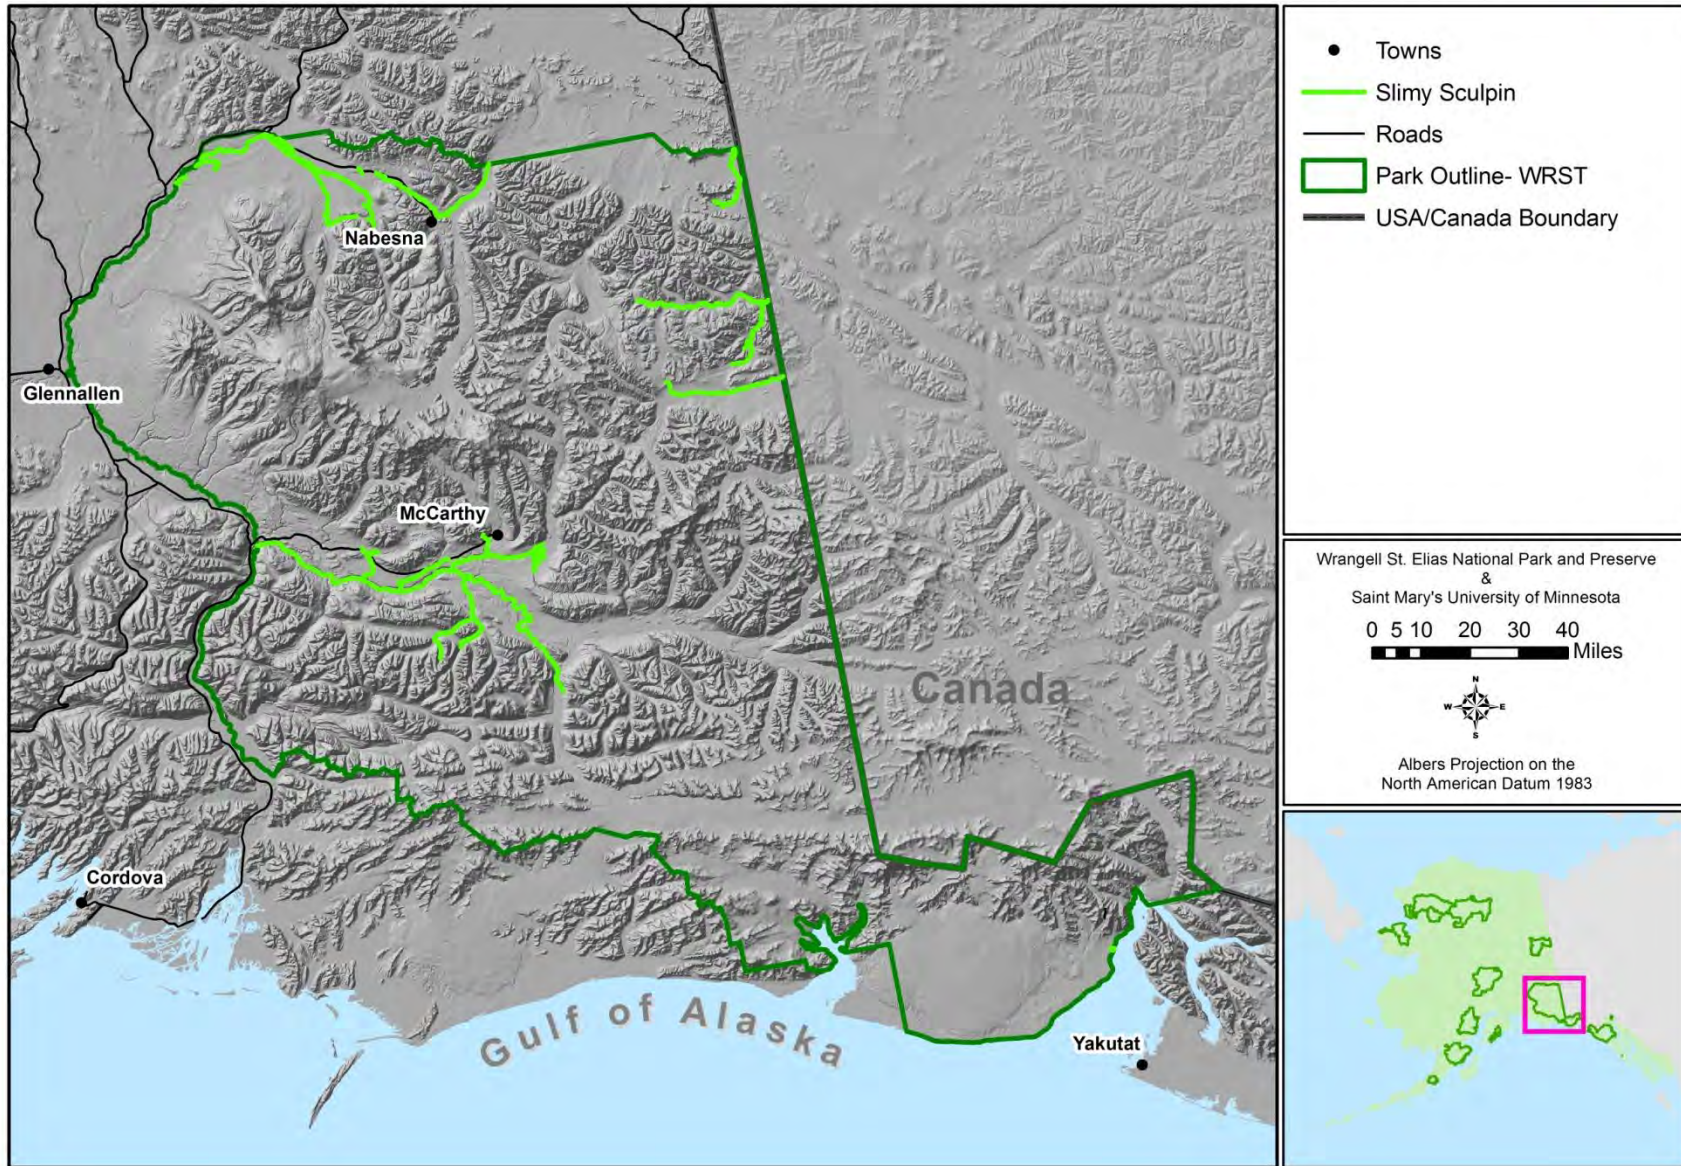 Nabesna
Glennallen
McCarthy
Canada
Cordova
Gulf of Alaska
Yakutat
Towns
Slimy Sculpin
Roads
Park Outline- WRST
USA/Canada Boundary
Wrangell St. Elias National Park and Preserve
&
Saint Mary's University of Minnesota
0 5 10 20 30 40
Miles
N
W E
S
Albers Projection on the
North American Datum 1983